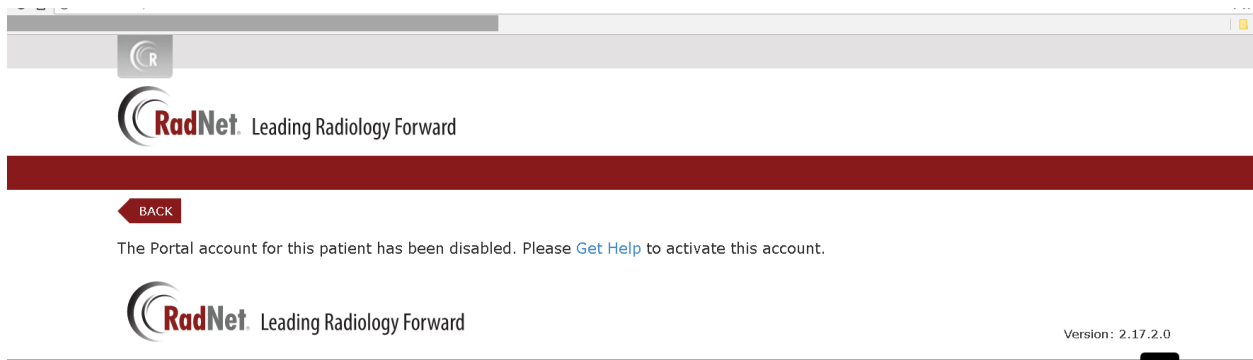 R
RadNet. Leading Radiology Forward
BACK
The Portal account for this patient has been disabled. Please Get Help to activate this account.
RadNet. Leading Radiology Forward
Version: 2.17.2.0